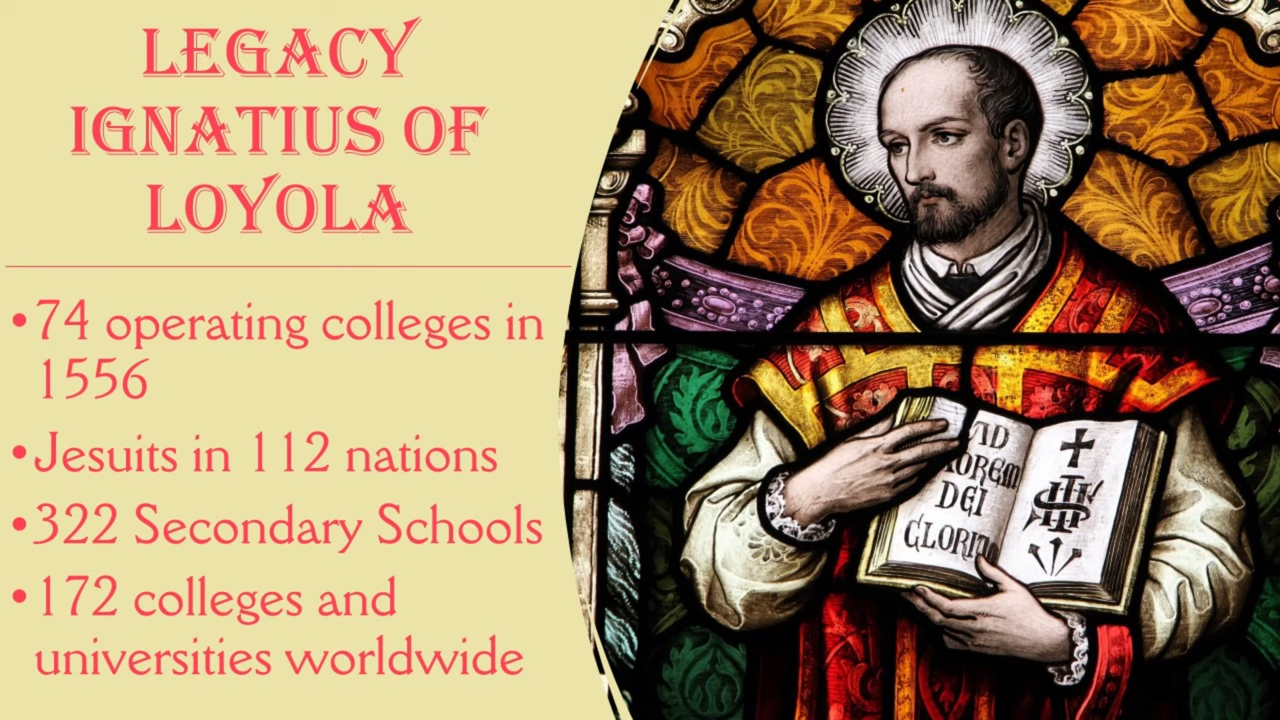 LEGACY
IGNATIUS OF
LOYOLA
•74 operating colleges in
1556
•Jesuits in 112 nations
•322 Secondary Schools
•172 colleges and
universities worldwide
AD
DEI
IHS